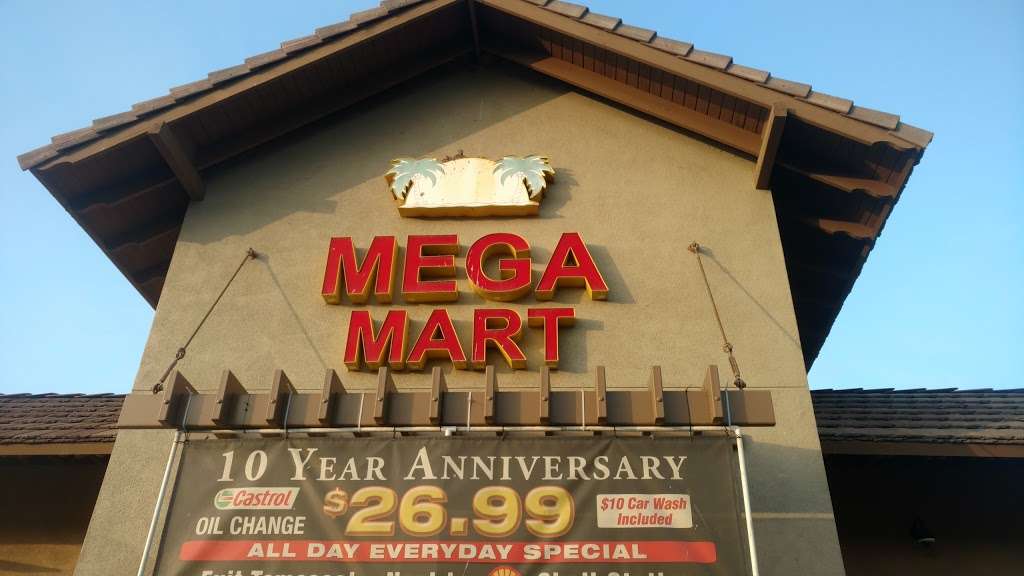 MEGA
MART
10 YEAR ANNIVERSARY
Castrol
OIL CHANGE
$26.99
$10 Car Wash
Included
ALL DAY EVERYDAY SPECIAL